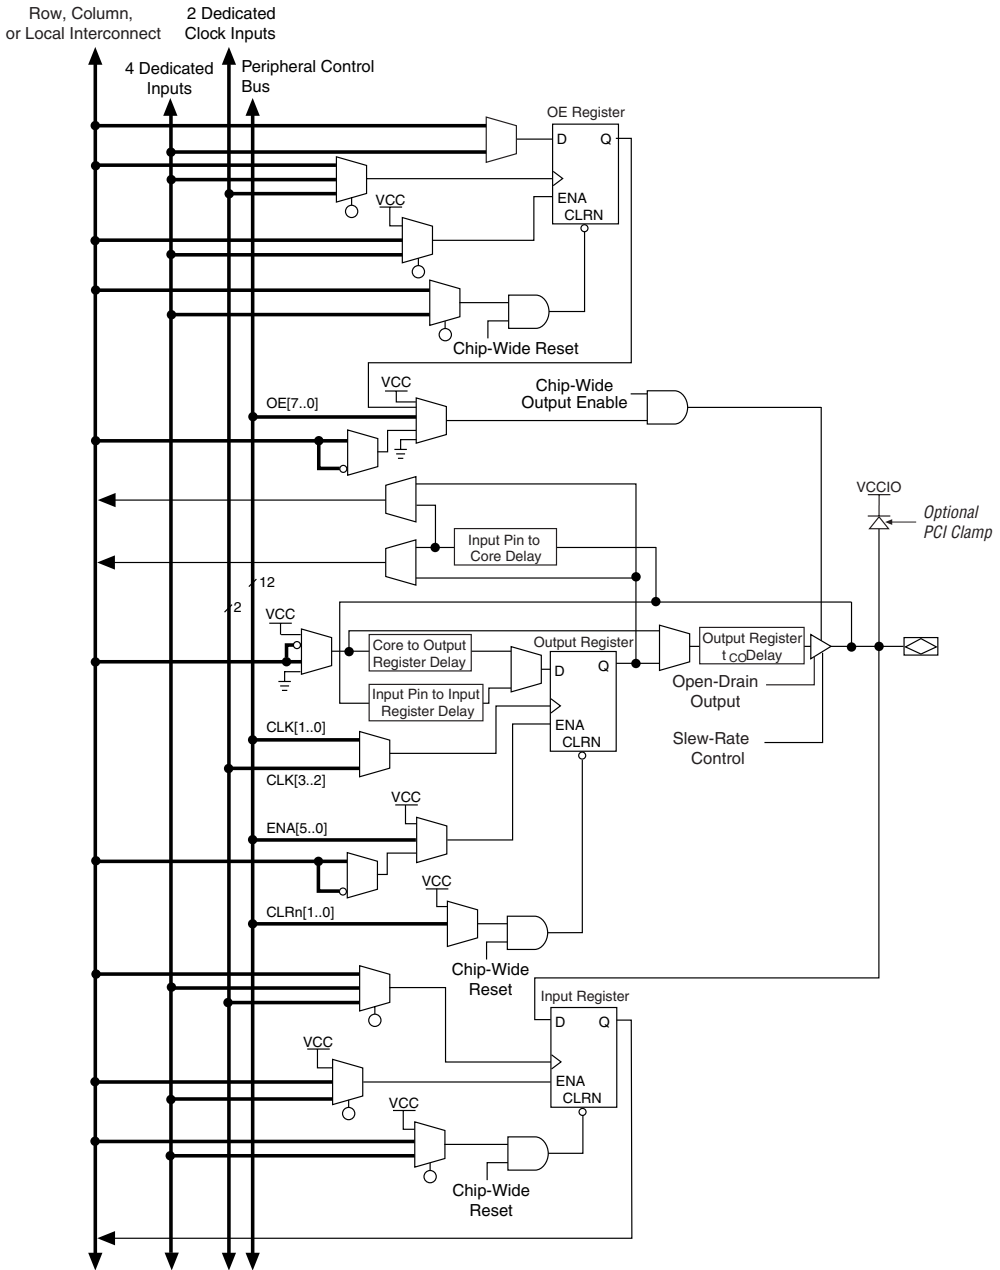 Row, Column,
or Local Interconnect
2 Dedicated
Clock Inputs
4 Dedicated
Inputs
Peripheral Control
Bus
OE Register
D
Q
ENA
CLRN
VCC
Chip-Wide Reset
VCC
OE[7..0]
Chip-Wide
Output Enable
VCCIO
Optional
PCI Clamp
Input Pin to
Core Delay
12
2
VCC
Core to Output
Register Delay
Input Pin to Input
Register Delay
Output Register
D
Q
ENA
CLRN
Output Register
tCO Delay
Open-Drain
Output
Slew-Rate
Control
CLK[1..0]
CLK[3..2]
VCC
ENA[5..0]
VCC
CLRn[1..0]
Chip-Wide
Reset
Input Register
D
Q
ENA
CLRN
VCC
VCC
Chip-Wide
Reset